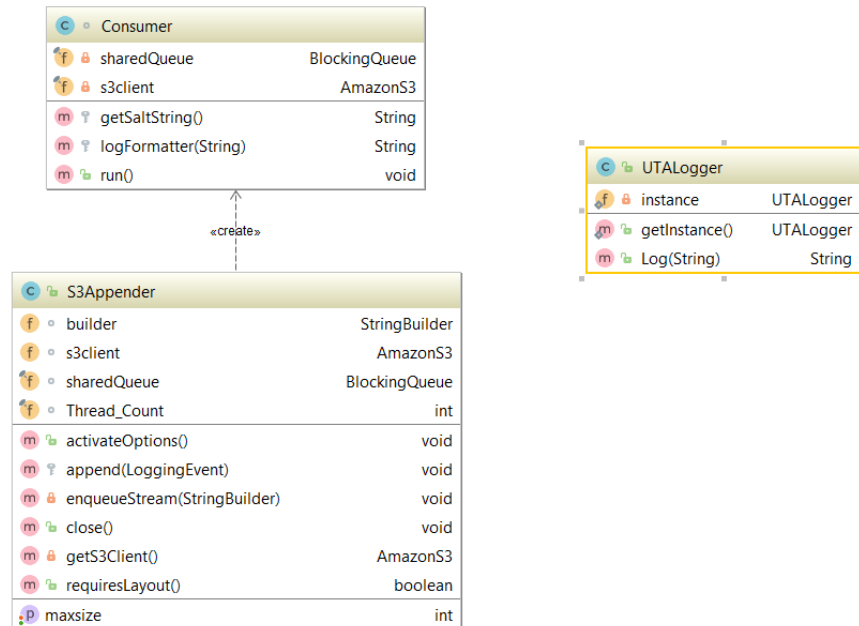 Consumer
sharedQueue BlockingQueue
s3client AmazonS3
getSaltString() String
logFormatter(String) String
run() void
«create»
S3Appender
builder StringBuilder
s3client AmazonS3
sharedQueue BlockingQueue
Thread_Count int
activateOptions() void
append(LoggingEvent) void
enqueueStream(StringBuilder) void
close() void
getS3Client() AmazonS3
requiresLayout() boolean
maxsize int
UTALogger
instance UTALogger
getInstance() UTALogger
Log(String) String